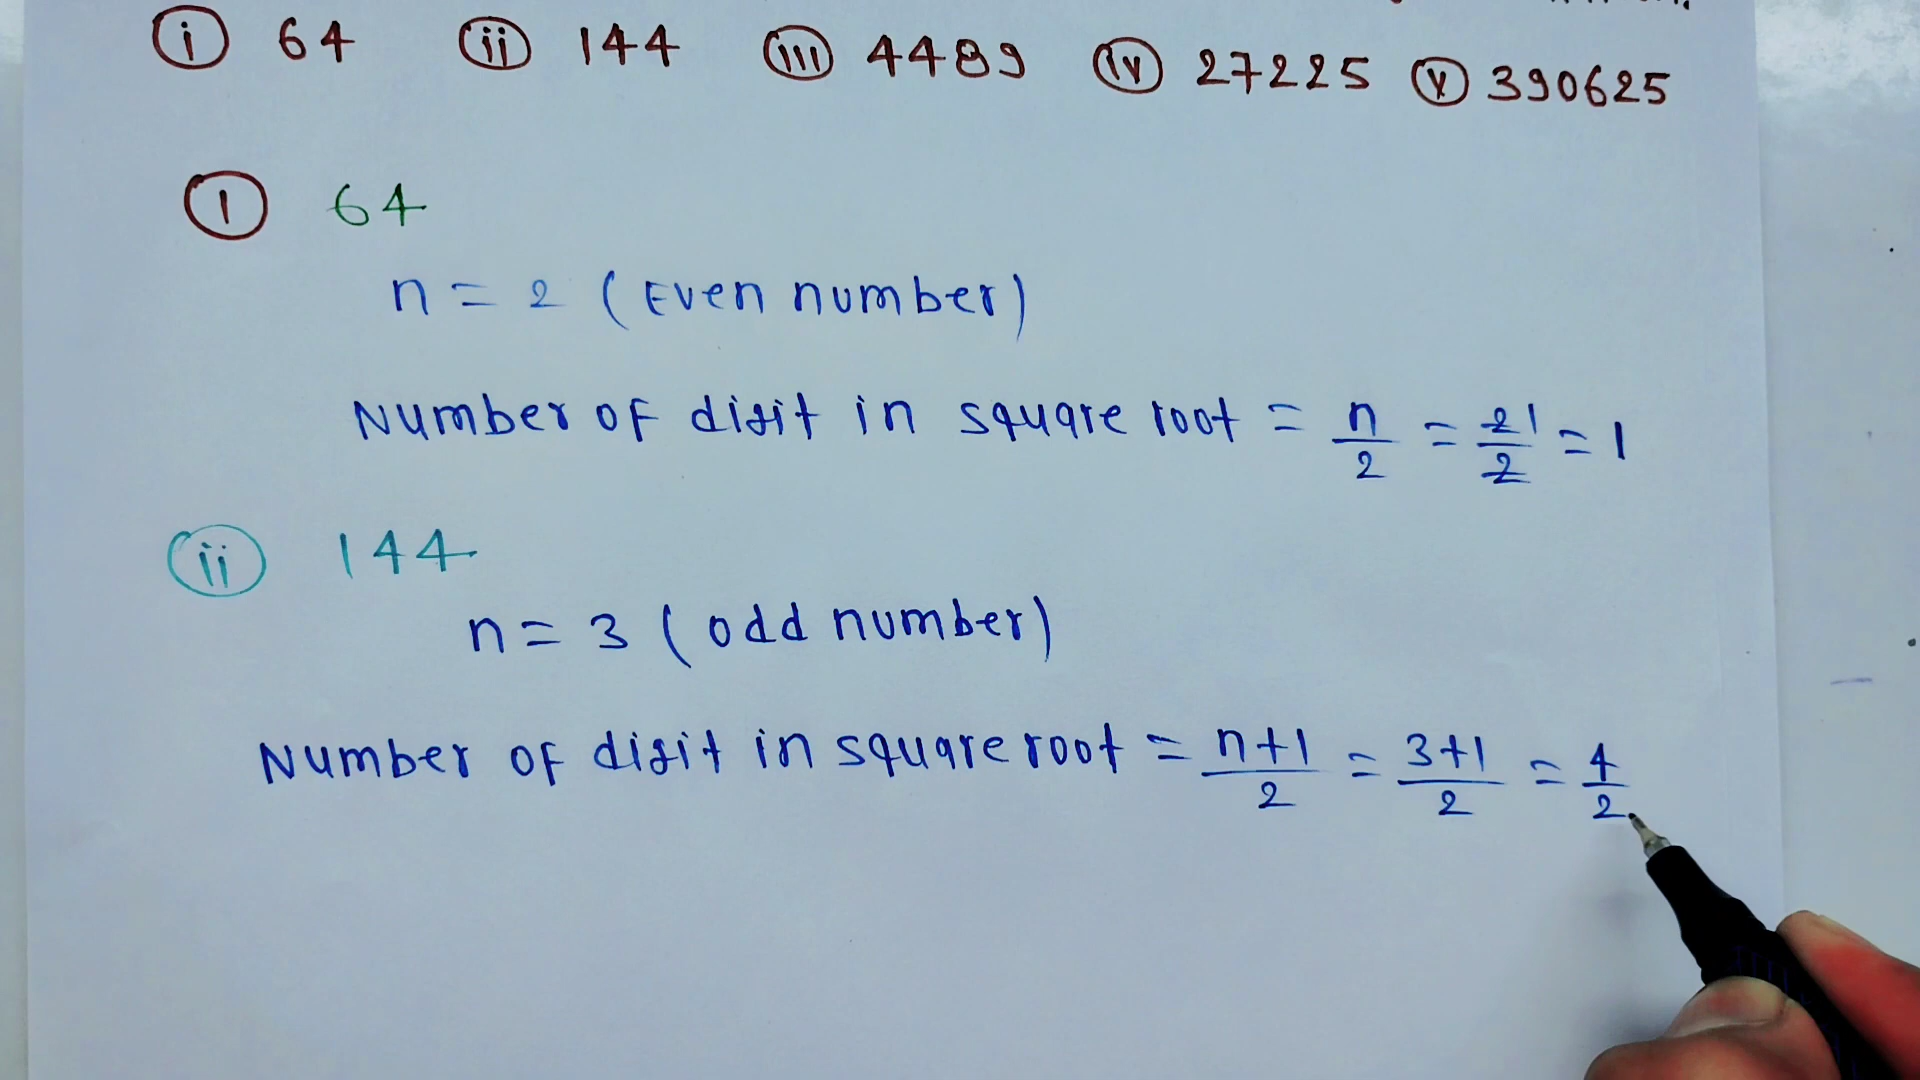 (i) 64 (ii) 144 (iii) 4489 (iv) 27225 (v) 390625
(i) 64
n = 2 (Even number)
Number of digit in square root = n/2 = 2/2 1 = 1
(ii) 144
n = 3 (odd number)
Number of digit in square root = n+1/2 = 3+1/2 = 4/2